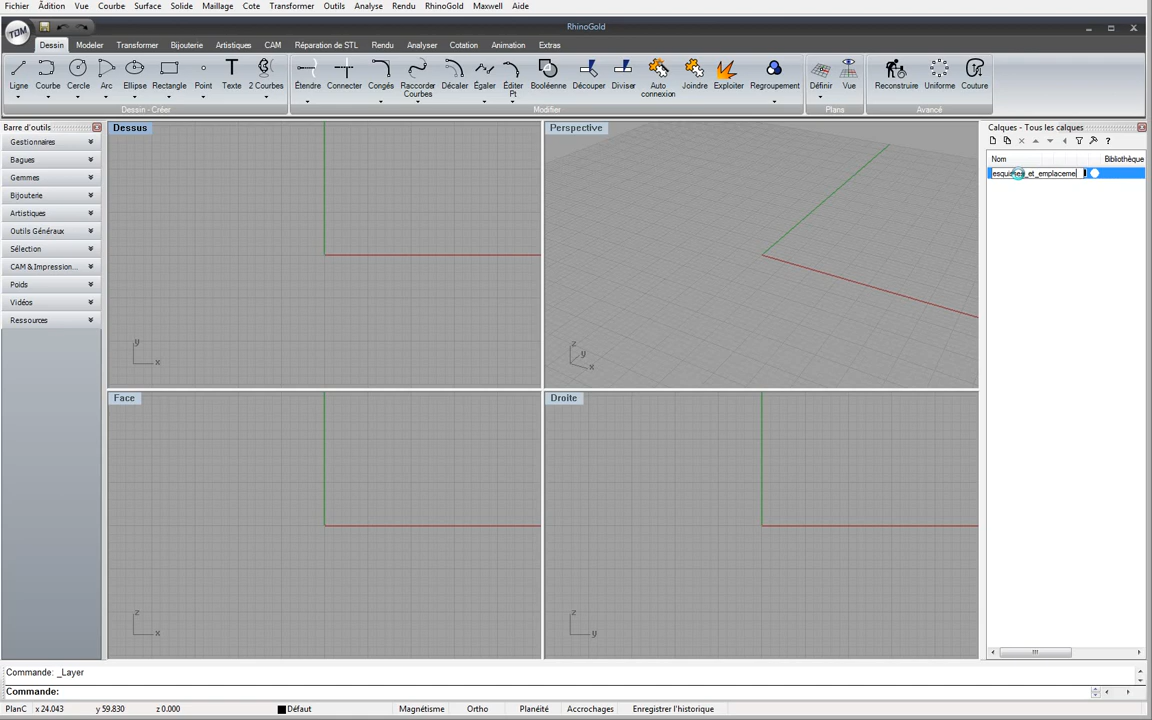 Fichier Ădition Vue Courbe Surface Solide Maillage Cote Transformer Outils Analyse Rendu RhinoGold Maxwell Aide
RhinoGold
TDM
Dessin Modeler Transformer Bijouterie Artistiques CAM Réparation de STL Rendu Analyser Cotation Animation Extras
Ligne Courbe Cercle Arc Ellipse Rectangle Point Texte 2 Courbes Étendre Connecter Congés Raccorder Courbes Décaler Égaler Éditer Pt Booléenne Découper Diviser Auto connexion Joindre Exploiter Regroupement Définir Vue Reconstruire Uniforme Couture
Dessin - Créer Modifier Plans Avancé
Barre d'outils
Gestionnaires
Bagues
Gemmes
Bijouterie
Artistiques
Outils Généraux
Sélection
CAM & Impression...
Poids
Vidéos
Ressources
Dessus
Perspective
Face
Droite
y
x
z
y
x
z
x
z
y
Calques - Tous les calques
Nom Bibliothèque
esquisses_et_emplaceme
Commande: _Layer
Commande:
PlanC x 24.043 y 59.830 z 0.000 Défaut Magnétisme Ortho Planéité Accrochages Enregistrer l'historique